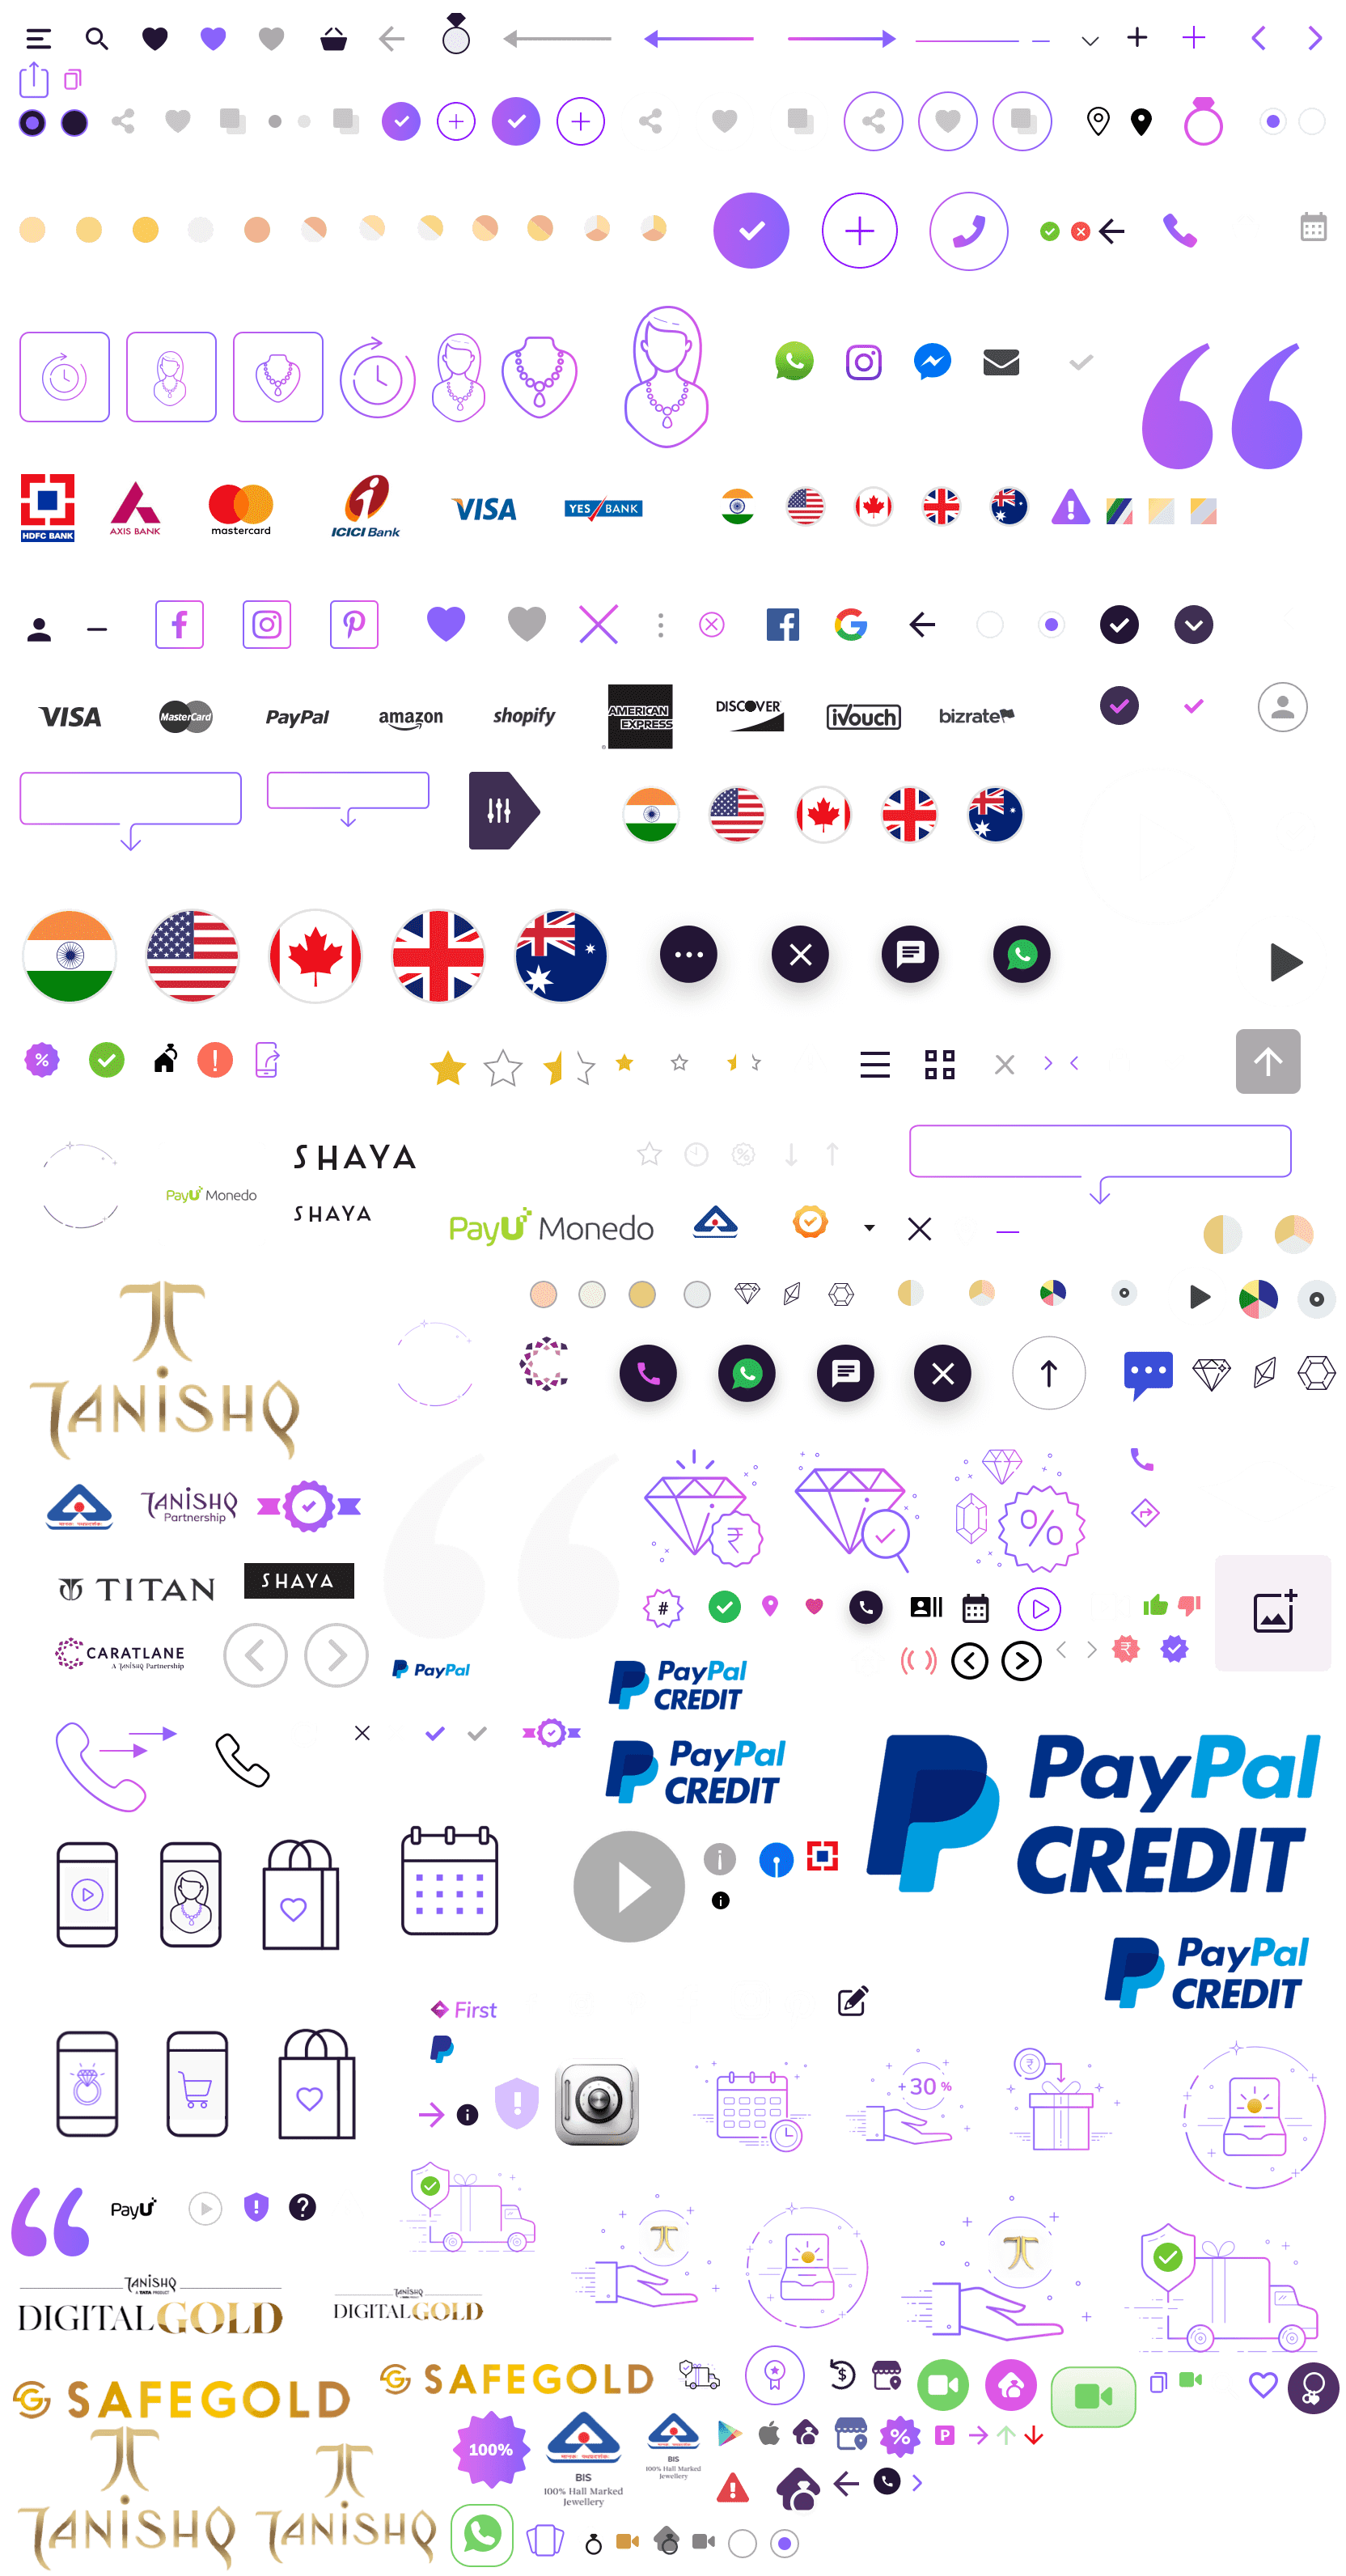 HDFC BANK
AXIS BANK
mastercard
ICICI Bank
VISA
YES BANK
VISA
MasterCard
PayPal
amazon
shopify
AMERICAN EXPRESS
DISCOVER
iVouch
bizrate
%
SHAYA
PayU Monedo
SHAYA
PayU Monedo
%
TANISHQ
TANISHQ
Partnership
₹
%
TITAN
SHAYA
#
CARATLANE
A TANISHQ Partnership
PayPal
₹
PayPal
CREDIT
PayPal
CREDIT
PayPal
CREDIT
PayPal
CREDIT
First
+30 %
₹
PayU
TANISHQ
A TATA PRODUCT
DIGITAL GOLD
TANISHQ
DIGITAL GOLD
SAFEGOLD
SAFEGOLD
$
100%
BIS
100% Hall Marked
Jewellery
BIS
100% Hall Marked
Jewellery
%
P
TANISHQ
TANISHQ